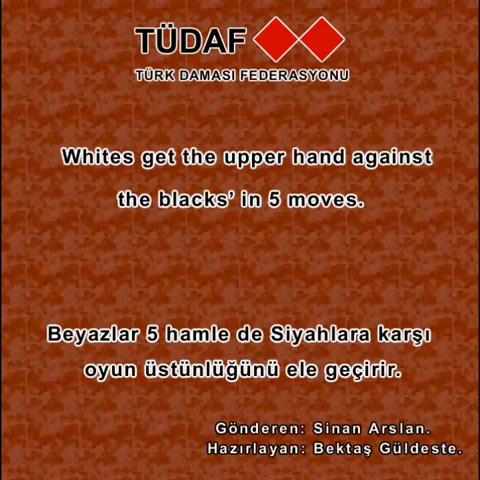 TÜDAF
TÜRK DAMASI FEDERASYONU
Whites get the upper hand against
the blacks’ in 5 moves.
Beyazlar 5 hamle de Siyahlara karşı
oyun üstünlüğünü ele geçirir.
Gönderen: Sinan Arslan.
Hazırlayan: Bektaş Güldeste.